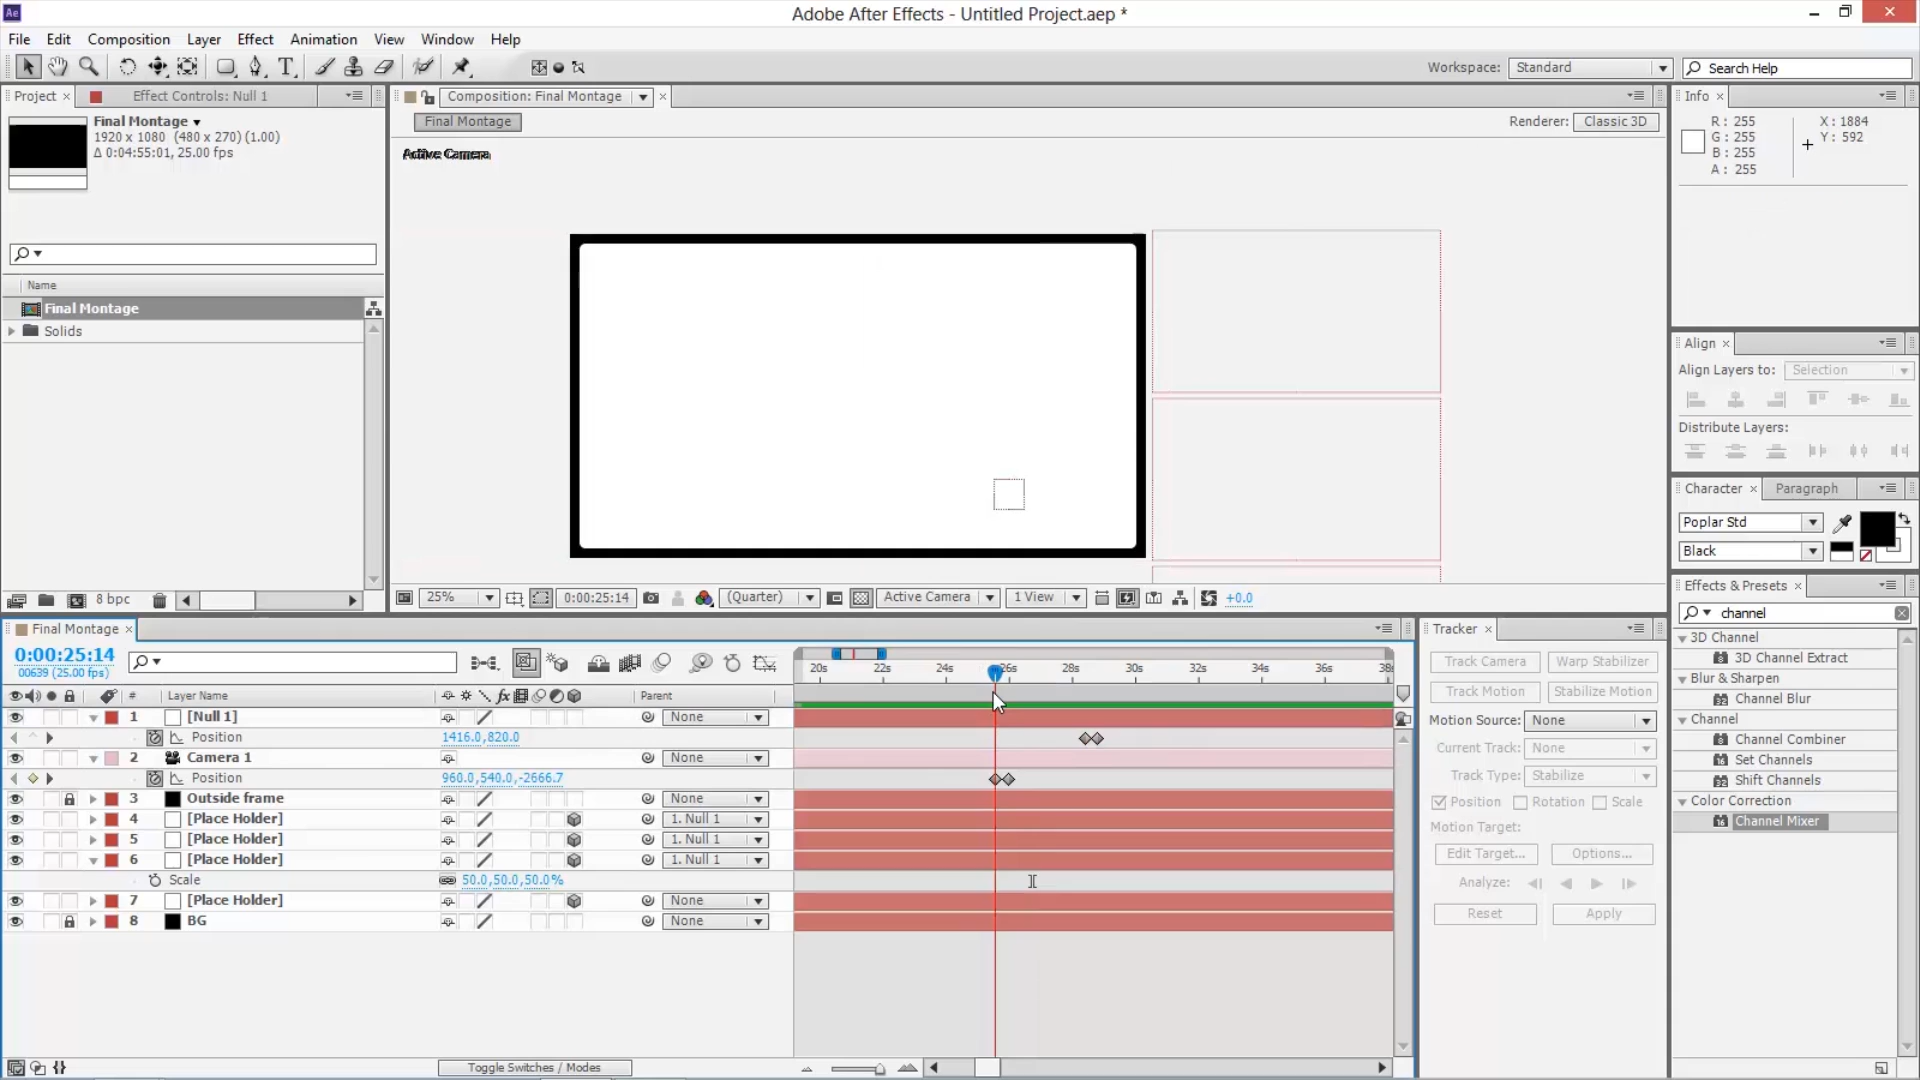 Ae
Adobe After Effects - Untitled Project.aep *
File Edit Composition Layer Effect Animation View Window Help
Workspace: Standard Search Help
Project × Effect Controls: Null 1
Composition: Final Montage ×
Info ×
Final Montage
1920 x 1080 (480 x 270) (1.00)
Δ 0:04:55:01, 25.00 fps
Final Montage
Renderer: Classic 3D
R: 255
G: 255
B: 255
A: 255
X: 1884
Y: 592
Active Camera
Name
Final Montage
Solids
Align ×
Align Layers to: Selection
Distribute Layers:
Character × Paragraph
Poplar Std
Black
8 bpc
25% 0:00:25:14 (Quarter) Active Camera 1 View +0.0
Effects & Presets ×
channel
3D Channel
3D Channel Extract
Blur & Sharpen
Channel Blur
Channel
Channel Combiner
Set Channels
Shift Channels
Color Correction
Channel Mixer
Final Montage ×
0:00:25:14
00639 (25.00 fps)
20s 22s 24s 26s 28s 30s 32s 34s 36s 38s
# Layer Name Parent
1 [Null 1] None
Position 1416.0,820.0
2 Camera 1 None
Position 960.0,540.0,-2666.7
3 Outside frame None
4 [Place Holder] 1. Null 1
5 [Place Holder] 1. Null 1
6 [Place Holder] 1. Null 1
Scale 50.0,50.0,50.0%
7 [Place Holder] None
8 BG None
Toggle Switches / Modes
Tracker ×
Track Camera Warp Stabilizer
Track Motion Stabilize Motion
Motion Source: None
Current Track: None
Track Type: Stabilize
Position Rotation Scale
Motion Target:
Edit Target... Options...
Analyze:
Reset Apply